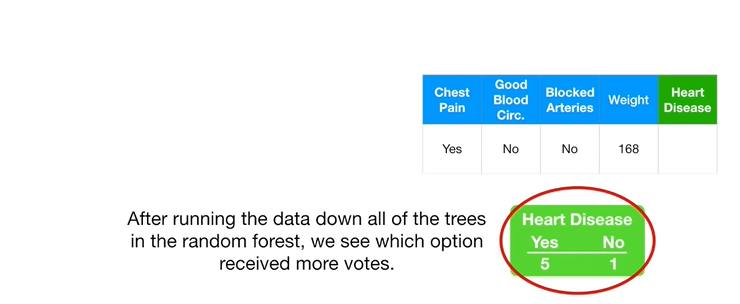 Chest Pain
Good Blood Circ.
Blocked Arteries
Weight
Heart Disease
Yes
No
No
168
After running the data down all of the trees
in the random forest, we see which option
received more votes.
Heart Disease
Yes No
5 1